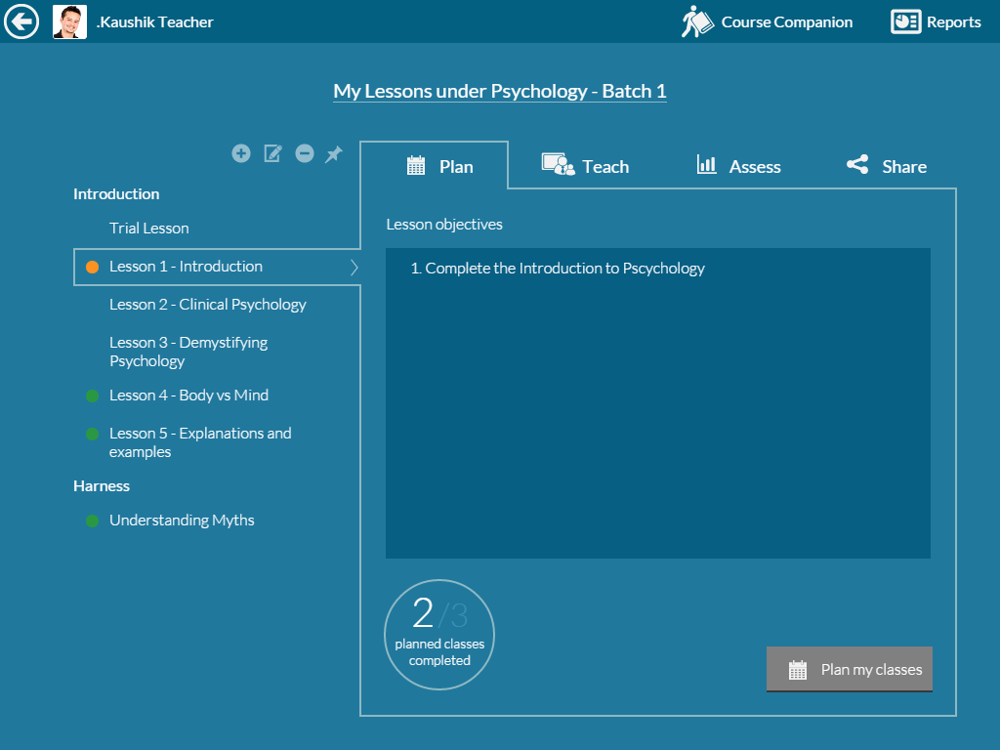 .Kaushik Teacher
Course Companion
Reports
My Lessons under Psychology - Batch 1
Plan
Teach
Assess
Share
Introduction
Trial Lesson
Lesson 1 - Introduction
Lesson 2 - Clinical Psychology
Lesson 3 - Demystifying
Psychology
Lesson 4 - Body vs Mind
Lesson 5 - Explanations and
examples
Harness
Understanding Myths
Lesson objectives
1. Complete the Introduction to Pscychology
2/3
planned classes
completed
Plan my classes